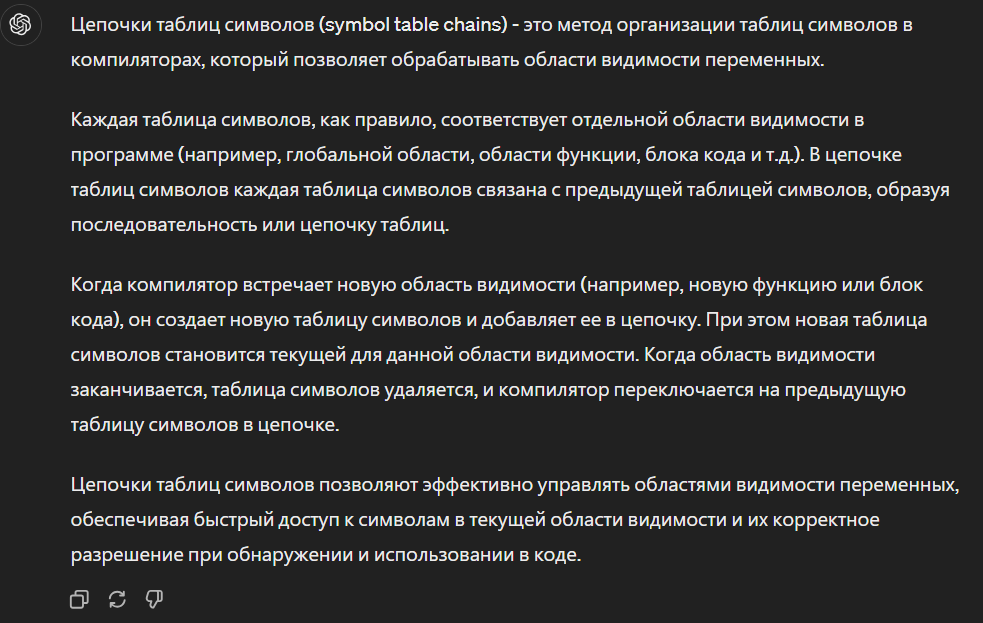 Цепочки таблиц символов (symbol table chains) - это метод организации таблиц символов в
компиляторах, который позволяет обрабатывать области видимости переменных.
Каждая таблица символов, как правило, соответствует отдельной области видимости в
программе (например, глобальной области, области функции, блока кода и т.д.). В цепочке
таблиц символов каждая таблица символов связана с предыдущей таблицей символов, образуя
последовательность или цепочку таблиц.
Когда компилятор встречает новую область видимости (например, новую функцию или блок
кода), он создает новую таблицу символов и добавляет ее в цепочку. При этом новая таблица
символов становится текущей для данной области видимости. Когда область видимости
заканчивается, таблица символов удаляется, и компилятор переключается на предыдущую
таблицу символов в цепочке.
Цепочки таблиц символов позволяют эффективно управлять областями видимости переменных,
обеспечивая быстрый доступ к символам в текущей области видимости и их корректное
разрешение при обнаружении и использовании в коде.